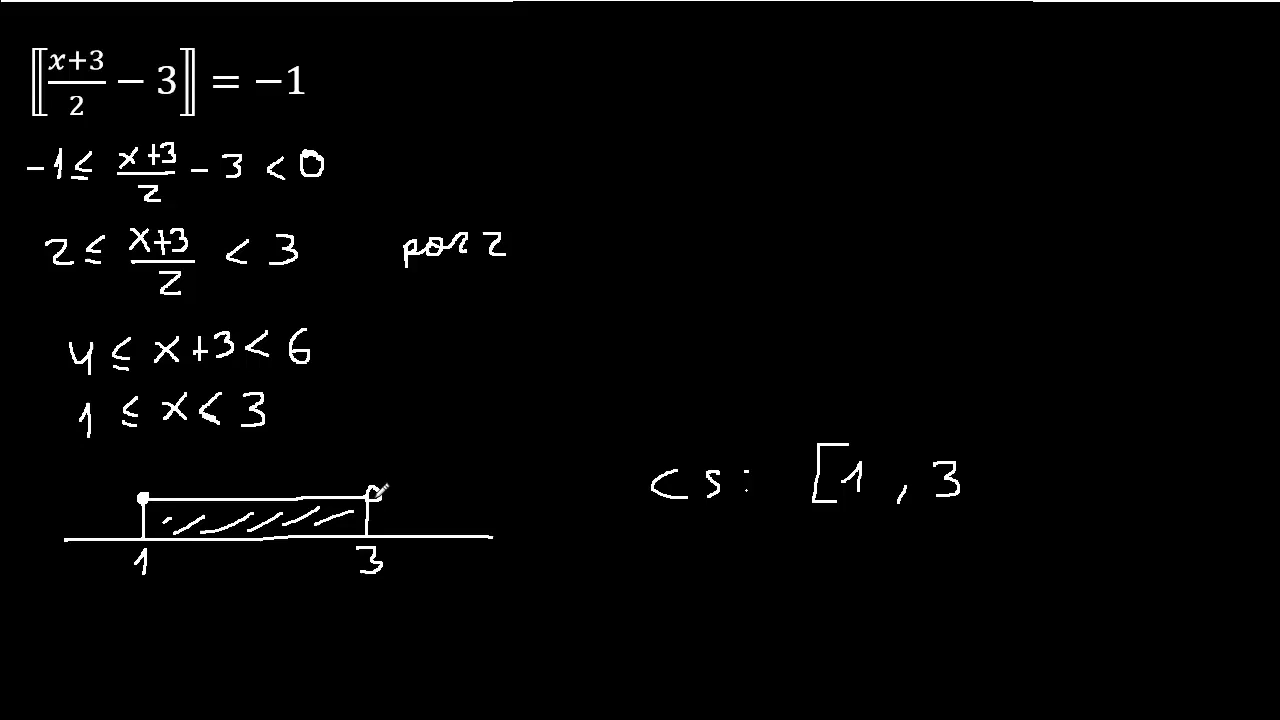 ⟦(x+3)/2 − 3⟧ = −1
-1 ≤ (x+3)/2 - 3 < 0
2 ≤ (x+3)/2 < 3 por 2
4 ≤ x+3 < 6
1 ≤ x < 3
CS: [1, 3
1 3